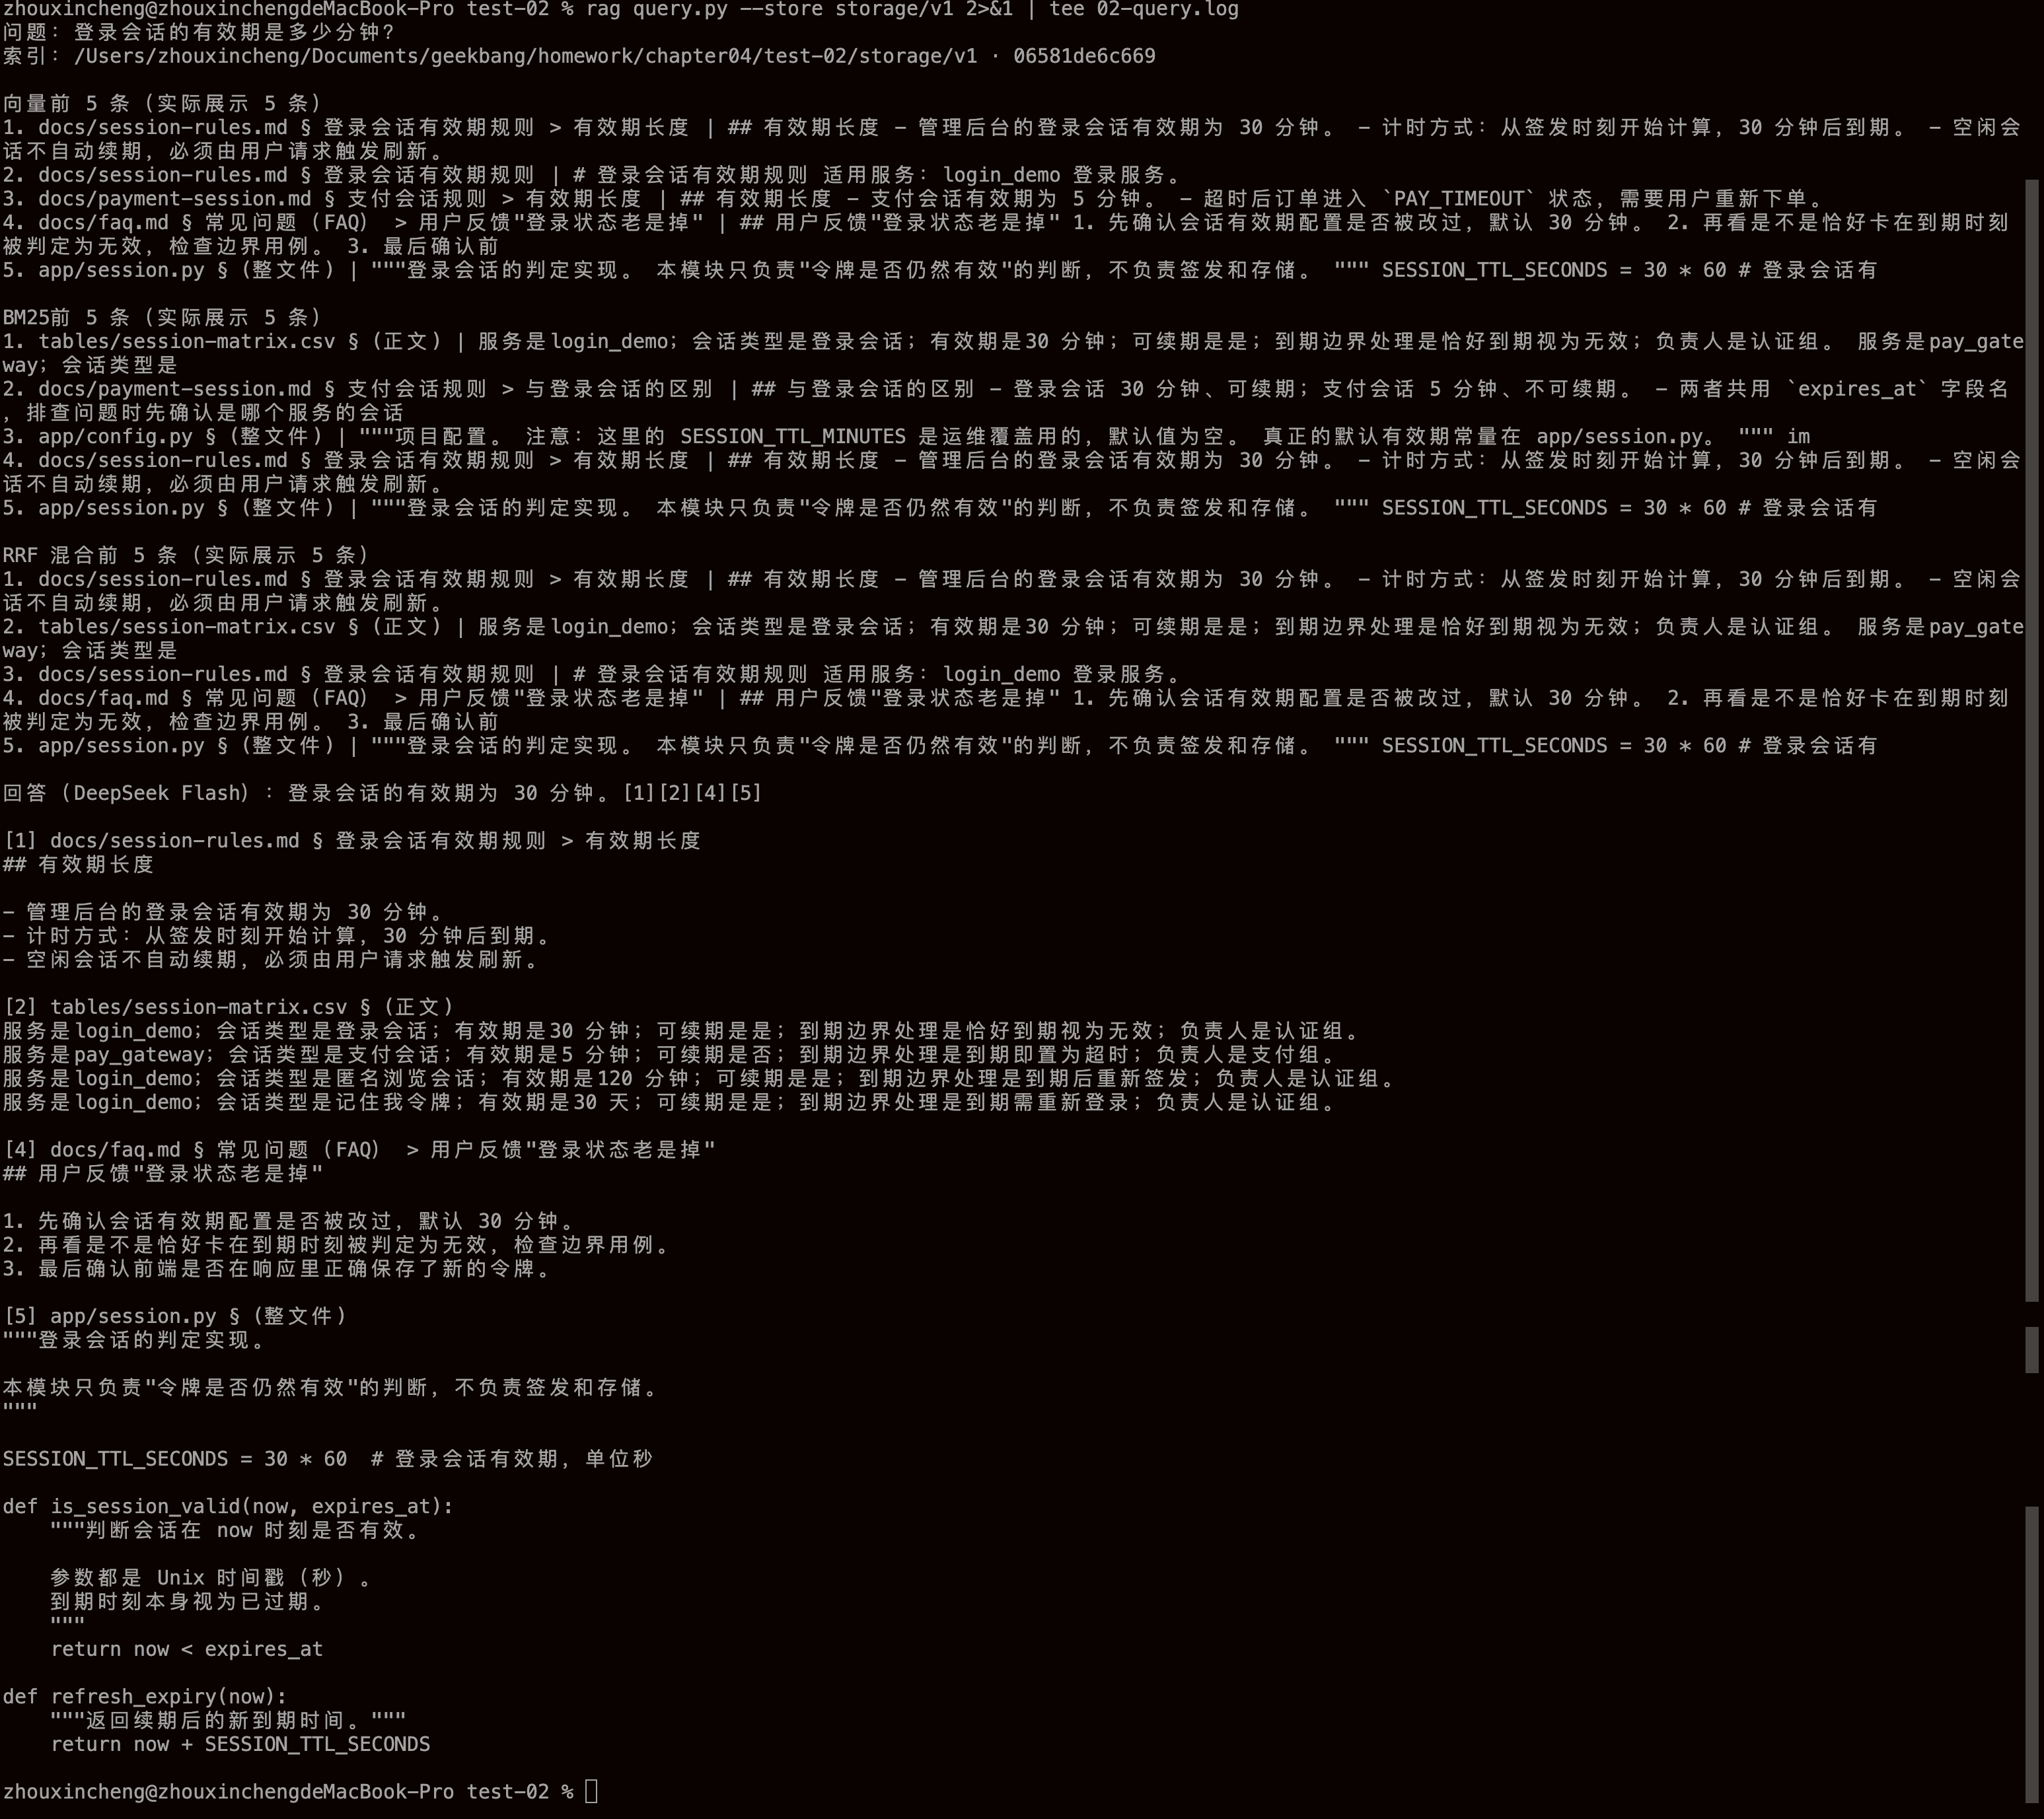 zhouxincheng@zhouxinchengdeMacBook-Pro test-02 % rag query.py --store storage/v1 2>&1 | tee 02-query.log
问题：登录会话的有效期是多少分钟？
索引：/Users/zhouxincheng/Documents/geekbang/homework/chapter04/test-02/storage/v1 · 06581de6c669

向量前 5 条（实际展示 5 条）
1. docs/session-rules.md § 登录会话有效期规则 > 有效期长度 | ## 有效期长度 - 管理后台的登录会话有效期为 30 分钟。 - 计时方式：从签发时刻开始计算，30 分钟后到期。 - 空闲会
话不自动续期，必须由用户请求触发刷新。
2. docs/session-rules.md § 登录会话有效期规则 | # 登录会话有效期规则 适用服务：login_demo 登录服务。
3. docs/payment-session.md § 支付会话规则 > 有效期长度 | ## 有效期长度 - 支付会话有效期为 5 分钟。 - 超时后订单进入 `PAY_TIMEOUT` 状态，需要用户重新下单。
4. docs/faq.md § 常见问题（FAQ） > 用户反馈"登录状态老是掉" | ## 用户反馈"登录状态老是掉" 1. 先确认会话有效期配置是否被改过，默认 30 分钟。 2. 再看是不是恰好卡在到期时刻
被判定为无效，检查边界用例。 3. 最后确认前
5. app/session.py § (整文件) | """登录会话的判定实现。 本模块只负责"令牌是否仍然有效"的判断，不负责签发和存储。 """ SESSION_TTL_SECONDS = 30 * 60 # 登录会话有

BM25前 5 条（实际展示 5 条）
1. tables/session-matrix.csv § (正文) | 服务是login_demo；会话类型是登录会话；有效期是30 分钟；可续期是是；到期边界处理是恰好到期视为无效；负责人是认证组。 服务是pay_gate
way；会话类型是
2. docs/payment-session.md § 支付会话规则 > 与登录会话的区别 | ## 与登录会话的区别 - 登录会话 30 分钟、可续期；支付会话 5 分钟、不可续期。 - 两者共用 `expires_at` 字段名
，排查问题时先确认是哪个服务的会话
3. app/config.py § (整文件) | """项目配置。 注意：这里的 SESSION_TTL_MINUTES 是运维覆盖用的，默认值为空。 真正的默认有效期常量在 app/session.py。 """ im
4. docs/session-rules.md § 登录会话有效期规则 > 有效期长度 | ## 有效期长度 - 管理后台的登录会话有效期为 30 分钟。 - 计时方式：从签发时刻开始计算，30 分钟后到期。 - 空闲会
话不自动续期，必须由用户请求触发刷新。
5. app/session.py § (整文件) | """登录会话的判定实现。 本模块只负责"令牌是否仍然有效"的判断，不负责签发和存储。 """ SESSION_TTL_SECONDS = 30 * 60 # 登录会话有

RRF 混合前 5 条（实际展示 5 条）
1. docs/session-rules.md § 登录会话有效期规则 > 有效期长度 | ## 有效期长度 - 管理后台的登录会话有效期为 30 分钟。 - 计时方式：从签发时刻开始计算，30 分钟后到期。 - 空闲会
话不自动续期，必须由用户请求触发刷新。
2. tables/session-matrix.csv § (正文) | 服务是login_demo；会话类型是登录会话；有效期是30 分钟；可续期是是；到期边界处理是恰好到期视为无效；负责人是认证组。 服务是pay_gate
way；会话类型是
3. docs/session-rules.md § 登录会话有效期规则 | # 登录会话有效期规则 适用服务：login_demo 登录服务。
4. docs/faq.md § 常见问题（FAQ） > 用户反馈"登录状态老是掉" | ## 用户反馈"登录状态老是掉" 1. 先确认会话有效期配置是否被改过，默认 30 分钟。 2. 再看是不是恰好卡在到期时刻
被判定为无效，检查边界用例。 3. 最后确认前
5. app/session.py § (整文件) | """登录会话的判定实现。 本模块只负责"令牌是否仍然有效"的判断，不负责签发和存储。 """ SESSION_TTL_SECONDS = 30 * 60 # 登录会话有

回答（DeepSeek Flash）：登录会话的有效期为 30 分钟。[1][2][4][5]

[1] docs/session-rules.md § 登录会话有效期规则 > 有效期长度
## 有效期长度

- 管理后台的登录会话有效期为 30 分钟。
- 计时方式：从签发时刻开始计算，30 分钟后到期。
- 空闲会话不自动续期，必须由用户请求触发刷新。

[2] tables/session-matrix.csv § (正文)
服务是login_demo；会话类型是登录会话；有效期是30 分钟；可续期是是；到期边界处理是恰好到期视为无效；负责人是认证组。
服务是pay_gateway；会话类型是支付会话；有效期是5 分钟；可续期是否；到期边界处理是到期即置为超时；负责人是支付组。
服务是login_demo；会话类型是匿名浏览会话；有效期是120 分钟；可续期是是；到期边界处理是到期后重新签发；负责人是认证组。
服务是login_demo；会话类型是记住我令牌；有效期是30 天；可续期是是；到期边界处理是到期需重新登录；负责人是认证组。

[4] docs/faq.md § 常见问题（FAQ） > 用户反馈"登录状态老是掉"
## 用户反馈"登录状态老是掉"

1. 先确认会话有效期配置是否被改过，默认 30 分钟。
2. 再看是不是恰好卡在到期时刻被判定为无效，检查边界用例。
3. 最后确认前端是否在响应里正确保存了新的令牌。

[5] app/session.py § (整文件)
"""登录会话的判定实现。

本模块只负责"令牌是否仍然有效"的判断，不负责签发和存储。
"""

SESSION_TTL_SECONDS = 30 * 60  # 登录会话有效期，单位秒

def is_session_valid(now, expires_at):
    """判断会话在 now 时刻是否有效。

    参数都是 Unix 时间戳（秒）。
    到期时刻本身视为已过期。
    """
    return now < expires_at

def refresh_expiry(now):
    """返回续期后的新到期时间。"""
    return now + SESSION_TTL_SECONDS

zhouxincheng@zhouxinchengdeMacBook-Pro test-02 %